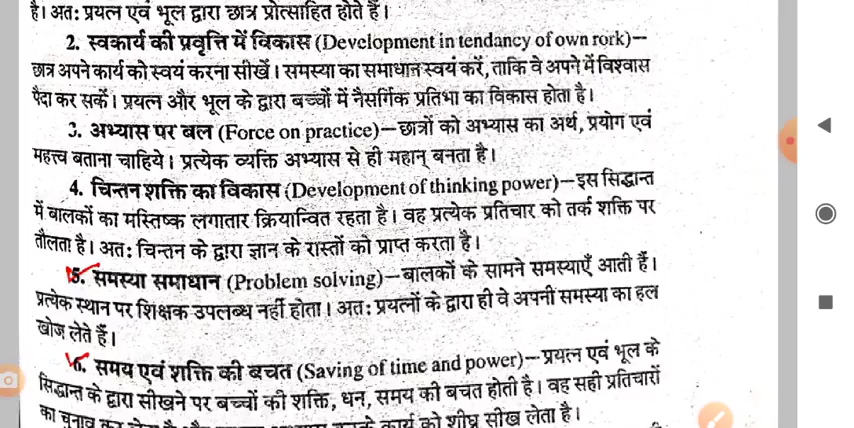 है। अतः प्रयत्न एवं भूल द्वारा छात्र प्रोत्साहित होते हैं।
2. स्वकार्य की प्रवृत्ति में विकास (Development in tendancy of own rork)—
छात्र अपने कार्य को स्वयं करना सीखें। समस्या का समाधान स्वयं करें, ताकि वे अपने में विश्वास
पैदा कर सकें। प्रयत्न और भूल के द्वारा बच्चों में नैसर्गिक प्रतिभा का विकास होता है।
3. अभ्यास पर बल (Force on practice)—छात्रों को अभ्यास का अर्थ, प्रयोग एवं
महत्त्व बताना चाहिये। प्रत्येक व्यक्ति अभ्यास से ही महान् बनता है।
4. चिन्तन शक्ति का विकास (Development of thinking power)—इस सिद्धान्त
में बालकों का मस्तिष्क लगातार क्रियान्वित रहता है। वह प्रत्येक प्रतिचार को तर्क शक्ति पर
तौलता है। अतः चिन्तन के द्वारा ज्ञान के रास्तों को प्राप्त करता है।
5. समस्या समाधान (Problem solving)—बालकों के सामने समस्याएँ आती हैं।
प्रत्येक स्थान पर शिक्षक उपलब्ध नहीं होता। अतः प्रयत्नों के द्वारा ही वे अपनी समस्या का हल
खोज लेते हैं।
6. समय एवं शक्ति की बचत (Saving of time and power)—प्रयत्न एवं भूल के
सिद्धान्त के द्वारा सीखने पर बच्चों की शक्ति, धन, समय की बचत होती है। वह सही प्रतिचारों
का चुनाव कर कार्य को शीघ्र सीख लेता है।